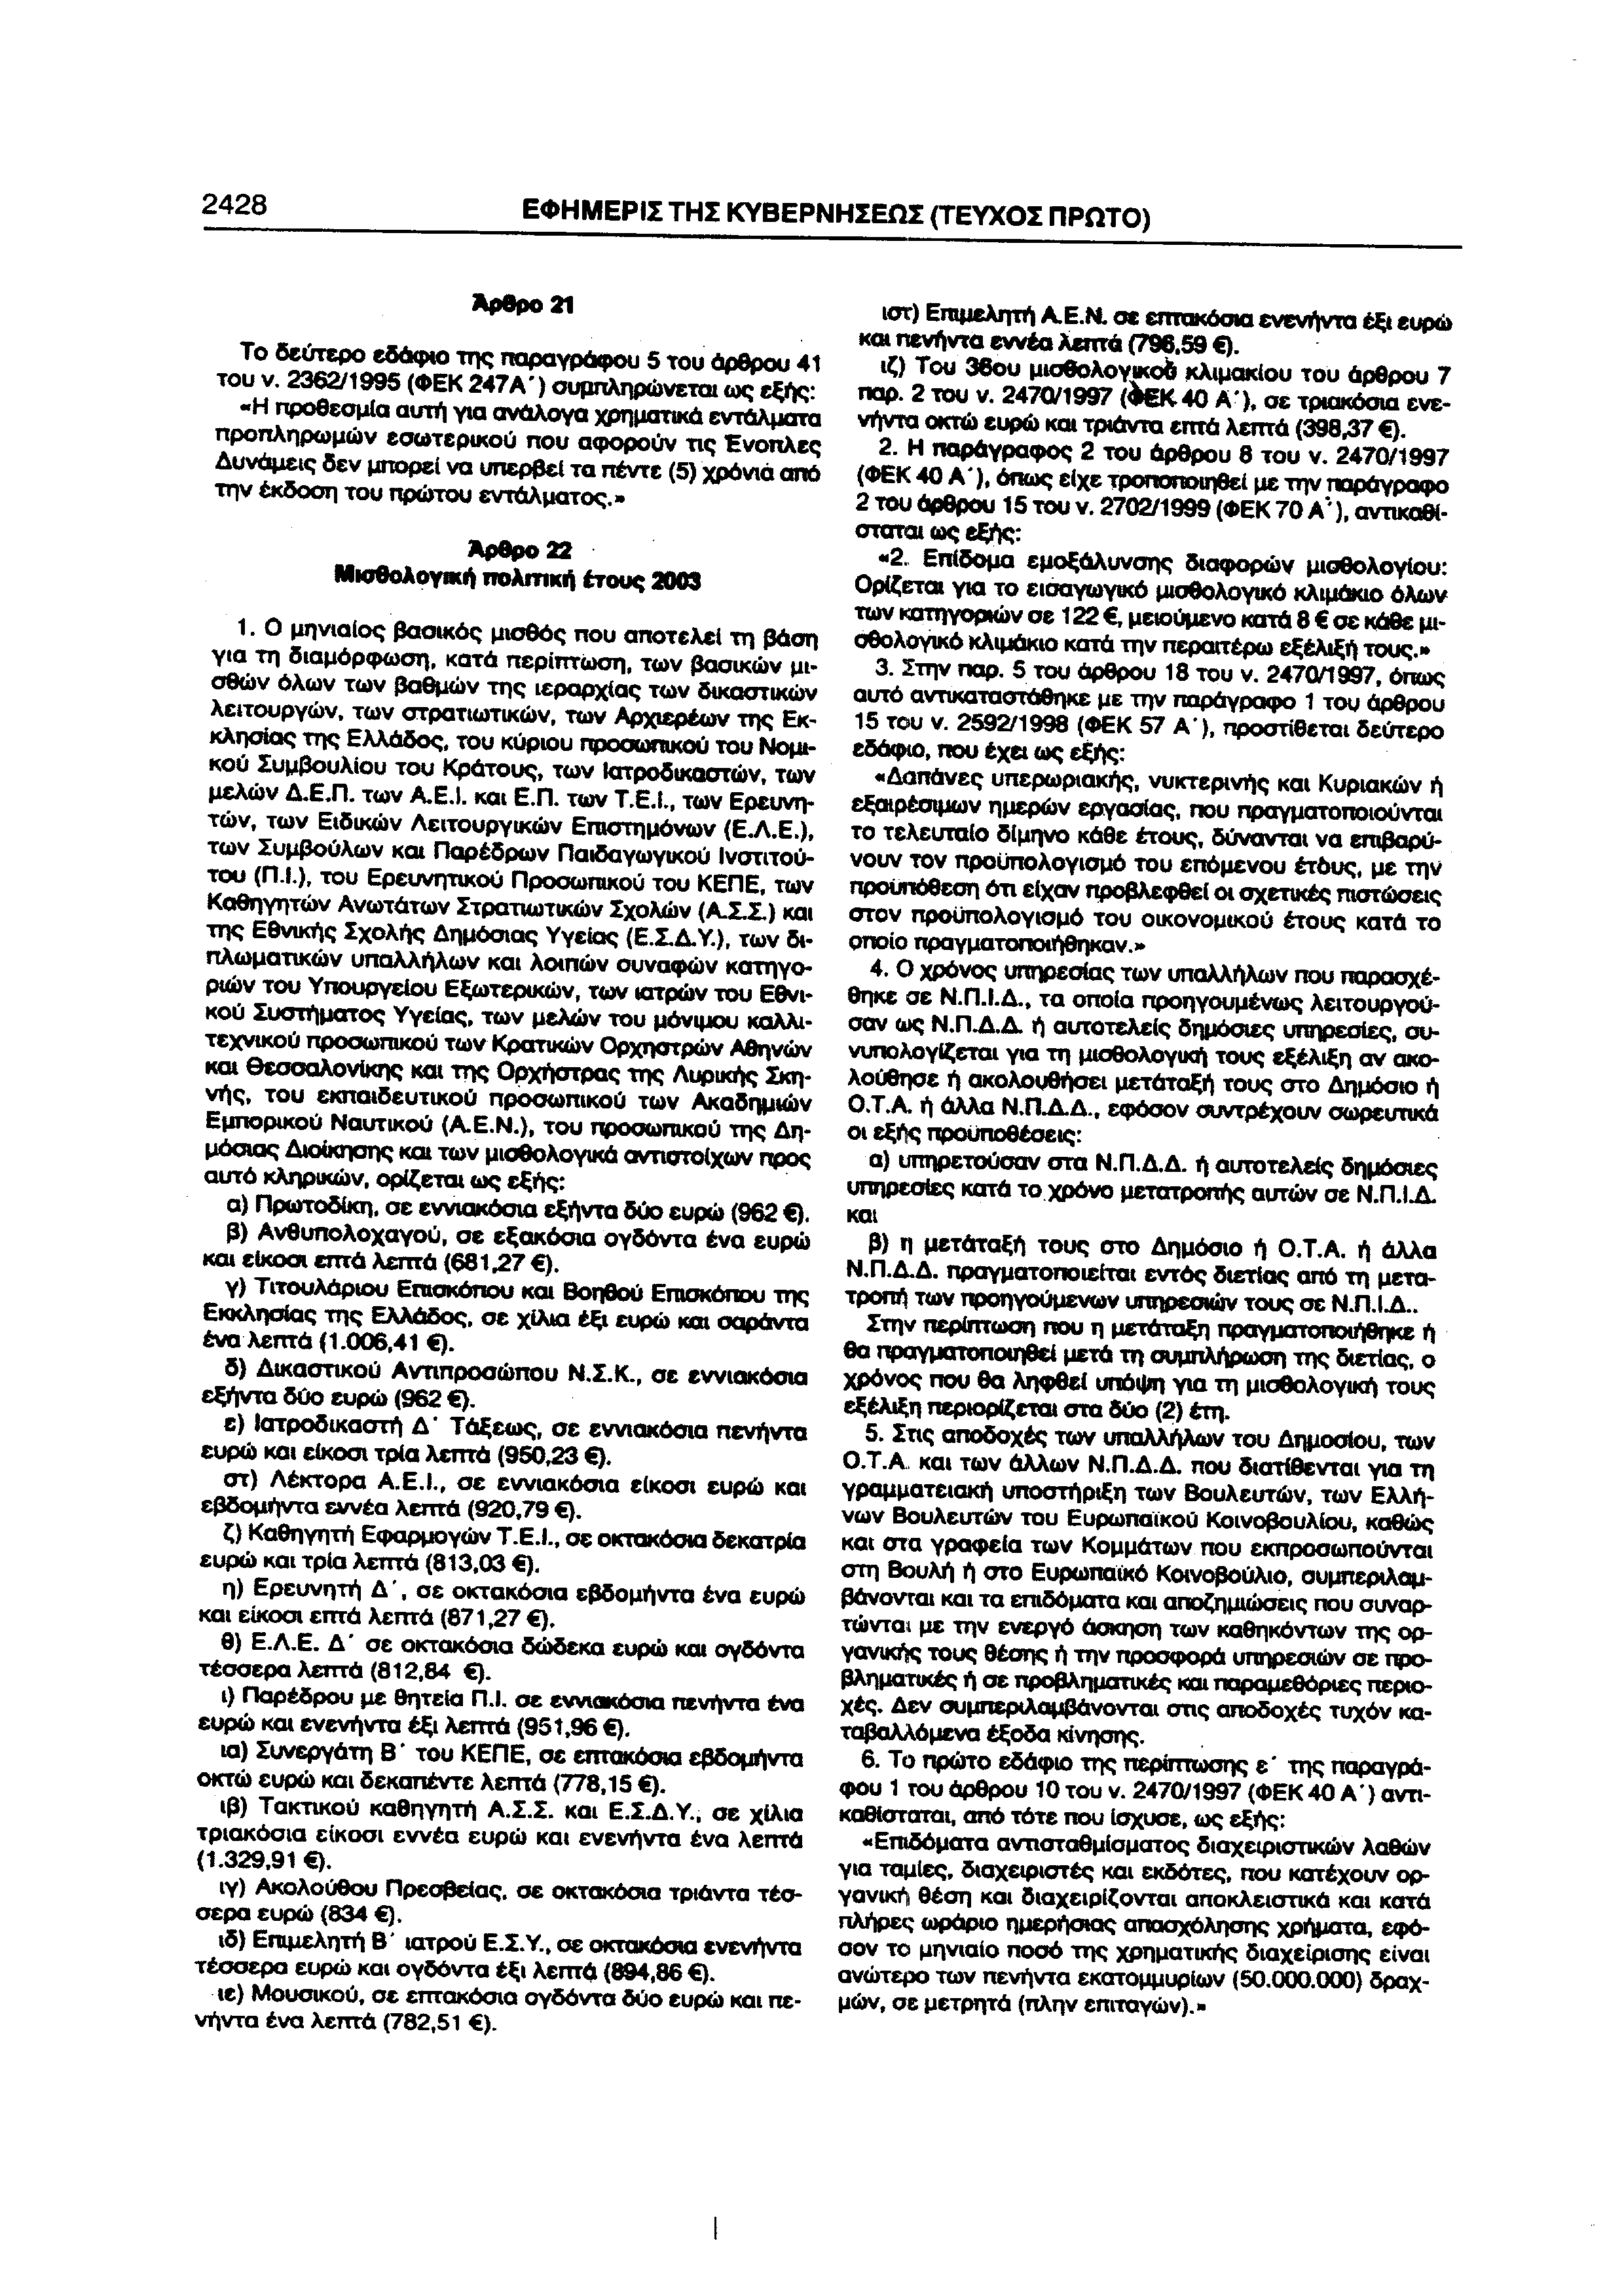 2428
ΕΦΗΜΕΡΙΣ ΤΗΣ ΚΥΒΕΡΝΗΣΕΩΣ (ΤΕΥΧΟΣ ΠΡΩΤΟ)
Άρθρο 21
Το δεύτερο εδάφιο της παραγράφου 5 του άρθρου 41
του ν. 2362/1995 (ΦΕΚ 247Α΄) συμπληρώνεται ως εξής:
«Η προθεσμία αυτή για ανάλογα χρηματικά εντάλματα
προπληρωμών εσωτερικού που αφορούν τις Ένοπλες
Δυνάμεις δεν μπορεί να υπερβεί τα πέντε (5) χρόνια από
την έκδοση του πρώτου εντάλματος.»
Άρθρο 22
Μισθολογική πολιτική έτους 2003
1. Ο μηνιαίος βασικός μισθός που αποτελεί τη βάση
για τη διαμόρφωση, κατά περίπτωση, των βασικών μι-
σθών όλων των βαθμών της ιεραρχίας των δικαστικών
λειτουργών, των στρατιωτικών, των Αρχιερέων της Εκ-
κλησίας της Ελλάδος, του κύριου προσωπικού του Νομι-
κού Συμβουλίου του Κράτους, των Ιατροδικαστών, των
μελών Δ.Ε.Π. των Α.Ε.Ι. και Ε.Π. των Τ.Ε.Ι., των Ερευνη-
τών, των Ειδικών Λειτουργικών Επιστημόνων (Ε.Λ.Ε.),
των Συμβούλων και Παρέδρων Παιδαγωγικού Ινστιτού-
του (Π.Ι.), του Ερευνητικού Προσωπικού του ΚΕΠΕ, των
Καθηγητών Ανωτάτων Στρατιωτικών Σχολών (Α.Σ.Σ.) και
της Εθνικής Σχολής Δημόσιας Υγείας (Ε.Σ.Δ.Υ.), των δι-
πλωματικών υπαλλήλων και λοιπών συναφών κατηγο-
ριών του Υπουργείου Εξωτερικών, των ιατρών του Εθνι-
κού Συστήματος Υγείας, των μελών του μόνιμου καλλι-
τεχνικού προσωπικού των Κρατικών Ορχηστρών Αθηνών
και Θεσσαλονίκης και της Ορχήστρας της Λυρικής Σκη-
νής, του εκπαιδευτικού προσωπικού των Ακαδημιών
Εμπορικού Ναυτικού (Α.Ε.Ν.), του προσωπικού της Δη-
μόσιας Διοίκησης και των μισθολογικά αντιστοίχων προς
αυτό κληρικών, ορίζεται ως εξής:
α) Πρωτοδίκη, σε εννιακόσια εξήντα δύο ευρώ (962 €).
β) Ανθυπολοχαγού, σε εξακόσια ογδόντα ένα ευρώ
και είκοσι επτά λεπτά (681,27 €).
γ) Τιτουλάριου Επισκόπου και Βοηθού Επισκόπου της
Εκκλησίας της Ελλάδος, σε χίλια έξι ευρώ και σαράντα
ένα λεπτά (1.006,41 €).
δ) Δικαστικού Αντιπροσώπου Ν.Σ.Κ., σε εννιακόσια
εξήντα δύο ευρώ (962 €).
ε) Ιατροδικαστή Δ΄ Τάξεως, σε εννιακόσια πενήντα
ευρώ και είκοσι τρία λεπτά (950,23 €).
στ) Λέκτορα Α.Ε.Ι., σε εννιακόσια είκοσι ευρώ και
εβδομήντα εννέα λεπτά (920,79 €).
ζ) Καθηγητή Εφαρμογών Τ.Ε.Ι., σε οκτακόσια δεκατρία
ευρώ και τρία λεπτά (813,03 €).
η) Ερευνητή Δ΄, σε οκτακόσια εβδομήντα ένα ευρώ
και είκοσι επτά λεπτά (871,27 €).
θ) Ε.Λ.Ε. Δ΄ σε οκτακόσια δώδεκα ευρώ και ογδόντα
τέσσερα λεπτά (812,84 €).
ι) Παρέδρου με θητεία Π.Ι. σε εννιακόσια πενήντα ένα
ευρώ και ενενήντα έξι λεπτά (951,96 €).
ια) Συνεργάτη Β΄ του ΚΕΠΕ, σε επτακόσια εβδομήντα
οκτώ ευρώ και δεκαπέντε λεπτά (778,15 €).
ιβ) Τακτικού καθηγητή Α.Σ.Σ. και Ε.Σ.Δ.Υ., σε χίλια
τριακόσια είκοσι εννέα ευρώ και ενενήντα ένα λεπτά
(1.329,91 €).
ιγ) Ακολούθου Πρεσβείας, σε οκτακόσια τριάντα τέσ-
σερα ευρώ (834 €).
ιδ) Επιμελητή Β΄ ιατρού Ε.Σ.Υ., σε οκτακόσια ενενήντα
τέσσερα ευρώ και ογδόντα έξι λεπτά (894,86 €).
ιε) Μουσικού, σε επτακόσια ογδόντα δύο ευρώ και πε-
νήντα ένα λεπτά (782,51 €).
ιστ) Επιμελητή Α.Ε.Ν. σε επτακόσια ενενήντα έξι ευρώ
και πενήντα εννέα λεπτά (796,59 €).
ιζ) Του 36ου μισθολογικού κλιμακίου του άρθρου 7
παρ. 2 του ν. 2470/1997 (ΦΕΚ 40 Α΄), σε τριακόσια ενε-
νήντα οκτώ ευρώ και τριάντα επτά λεπτά (398,37 €).
2. Η παράγραφος 2 του άρθρου 8 του ν. 2470/1997
(ΦΕΚ 40 Α΄), όπως είχε τροποποιηθεί με την παράγραφο
2 του άρθρου 15 του ν. 2702/1999 (ΦΕΚ 70 Α΄), αντικαθί-
σταται ως εξής:
«2. Επίδομα εμοξάλυνσης διαφορών μισθολογίου:
Ορίζεται για το εισαγωγικό μισθολογικό κλιμάκιο όλων
των κατηγοριών σε 122 €, μειούμενο κατά 8 € σε κάθε μι-
σθολογικό κλιμάκιο κατά την περαιτέρω εξέλιξή τους.»
3. Στην παρ. 5 του άρθρου 18 του ν. 2470/1997, όπως
αυτό αντικαταστάθηκε με την παράγραφο 1 του άρθρου
15 του ν. 2592/1998 (ΦΕΚ 57 Α΄), προστίθεται δεύτερο
εδάφιο, που έχει ως εξής:
«Δαπάνες υπερωριακής, νυκτερινής και Κυριακών ή
εξαιρέσιμων ημερών εργασίας, που πραγματοποιούνται
το τελευταίο δίμηνο κάθε έτους, δύνανται να επιβαρύ-
νουν τον προϋπολογισμό του επόμενου έτους, με την
προϋπόθεση ότι είχαν προβλεφθεί οι σχετικές πιστώσεις
στον προϋπολογισμό του οικονομικού έτους κατά το
οποίο πραγματοποιήθηκαν.»
4. Ο χρόνος υπηρεσίας των υπαλλήλων που παρασχέ-
θηκε σε Ν.Π.Ι.Δ., τα οποία προηγουμένως λειτουργού-
σαν ως Ν.Π.Δ.Δ. ή αυτοτελείς δημόσιες υπηρεσίες, συ-
νυπολογίζεται για τη μισθολογική τους εξέλιξη αν ακο-
λούθησε ή ακολουθήσει μετάταξή τους στο Δημόσιο ή
Ο.Τ.Α. ή άλλα Ν.Π.Δ.Δ., εφόσον συντρέχουν σωρευτικά
οι εξής προϋποθέσεις:
α) υπηρετούσαν στα Ν.Π.Δ.Δ. ή αυτοτελείς δημόσιες
υπηρεσίες κατά το χρόνο μετατροπής αυτών σε Ν.Π.Ι.Δ.
και
β) η μετάταξή τους στο Δημόσιο ή Ο.Τ.Α. ή άλλα
Ν.Π.Δ.Δ. πραγματοποιείται εντός διετίας από τη μετα-
τροπή των προηγούμενων υπηρεσιών τους σε Ν.Π.Ι.Δ..
Στην περίπτωση που η μετάταξη πραγματοποιήθηκε ή
θα πραγματοποιηθεί μετά τη συμπλήρωση της διετίας, ο
χρόνος που θα ληφθεί υπόψη για τη μισθολογική τους
εξέλιξη περιορίζεται στα δύο (2) έτη.
5. Στις αποδοχές των υπαλλήλων του Δημοσίου, των
Ο.Τ.Α. και των άλλων Ν.Π.Δ.Δ. που διατίθενται για τη
γραμματειακή υποστήριξη των Βουλευτών, των Ελλή-
νων Βουλευτών του Ευρωπαϊκού Κοινοβουλίου, καθώς
και στα γραφεία των Κομμάτων που εκπροσωπούνται
στη Βουλή ή στο Ευρωπαϊκό Κοινοβούλιο, συμπεριλαμ-
βάνονται και τα επιδόματα και αποζημιώσεις που συναρ-
τώνται με την ενεργό άσκηση των καθηκόντων της ορ-
γανικής τους θέσης ή την προσφορά υπηρεσιών σε προ-
βληματικές ή σε προβληματικές και παραμεθόριες περιο-
χές. Δεν συμπεριλαμβάνονται στις αποδοχές τυχόν κα-
ταβαλλόμενα έξοδα κίνησης.
6. Το πρώτο εδάφιο της περίπτωσης ε΄ της παραγρά-
φου 1 του άρθρου 10 του ν. 2470/1997 (ΦΕΚ 40 Α΄) αντι-
καθίσταται, από τότε που ίσχυσε, ως εξής:
«Επιδόματα αντισταθμίσματος διαχειριστικών λαθών
για ταμίες, διαχειριστές και εκδότες, που κατέχουν ορ-
γανική θέση και διαχειρίζονται αποκλειστικά και κατά
πλήρες ωράριο ημερήσιας απασχόλησης χρήματα, εφό-
σον το μηνιαίο ποσό της χρηματικής διαχείρισης είναι
ανώτερο των πενήντα εκατομμυρίων (50.000.000) δραχ-
μών, σε μετρητά (πλην επιταγών).»